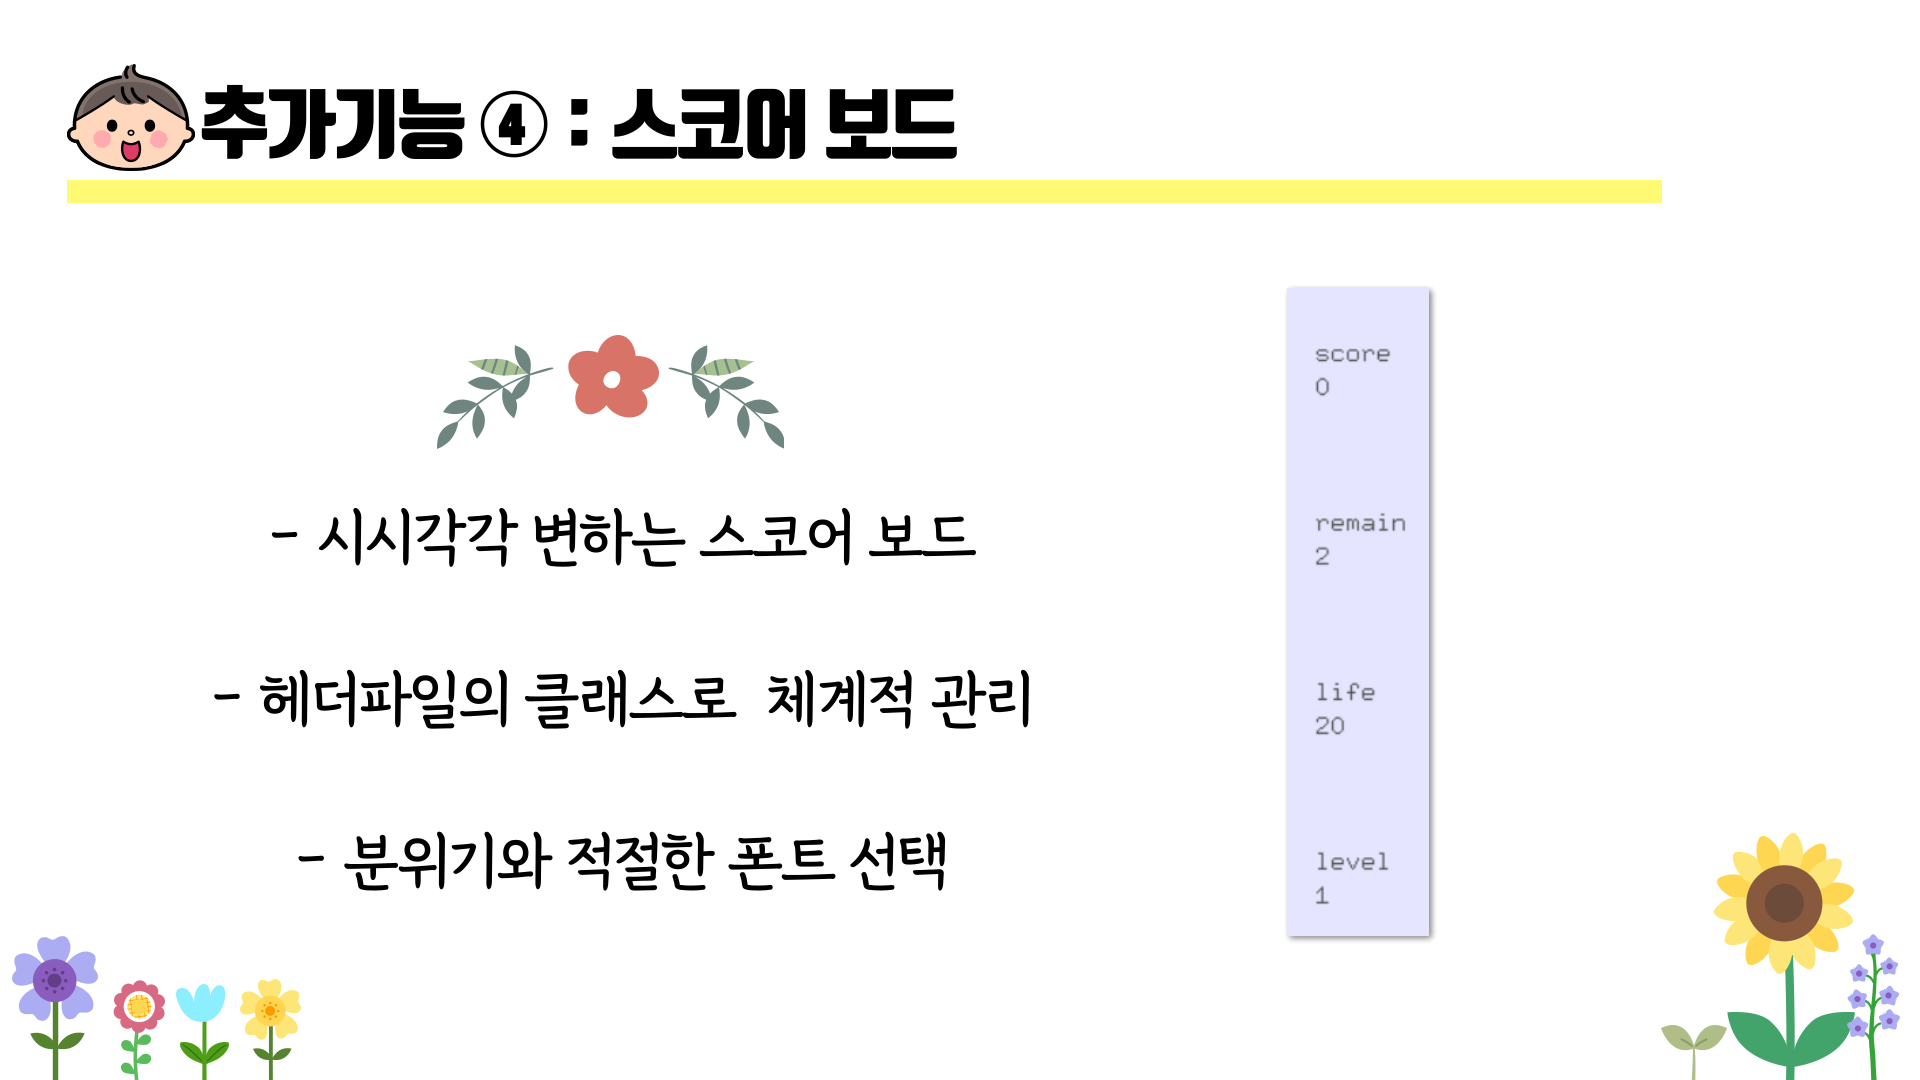 추가기능 ④ : 스코어 보드
- 시시각각 변하는 스코어 보드
- 헤더파일의 클래스로 체계적 관리
- 분위기와 적절한 폰트 선택
score
0
remain
2
life
20
level
1